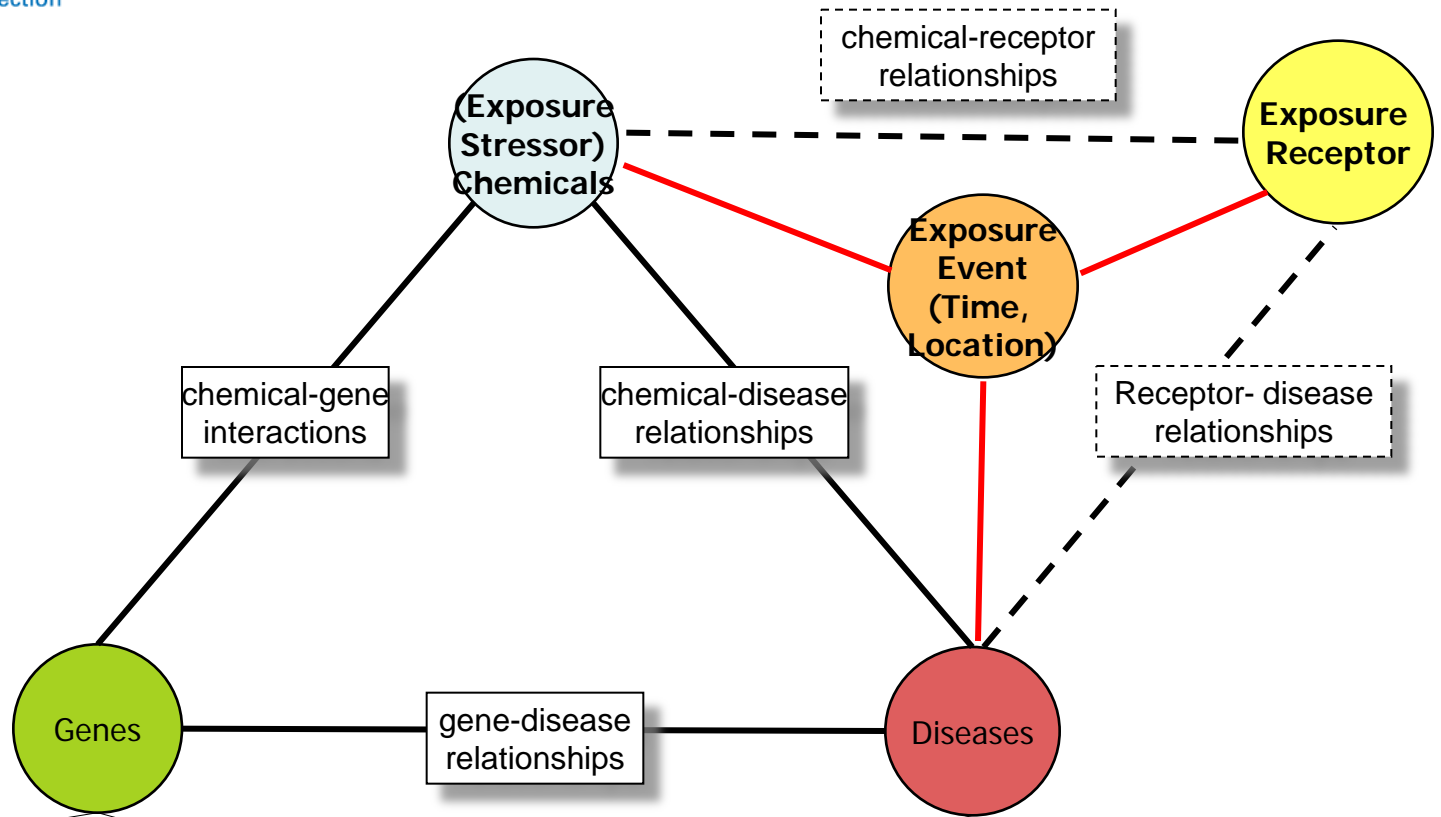 ection
chemical-receptor
relationships
(Exposure
Stressor)
Chemicals
Exposure
Receptor
Exposure
Event
(Time,
Location)
chemical-gene
interactions
chemical-disease
relationships
Receptor- disease
relationships
Genes
gene-disease
relationships
Diseases